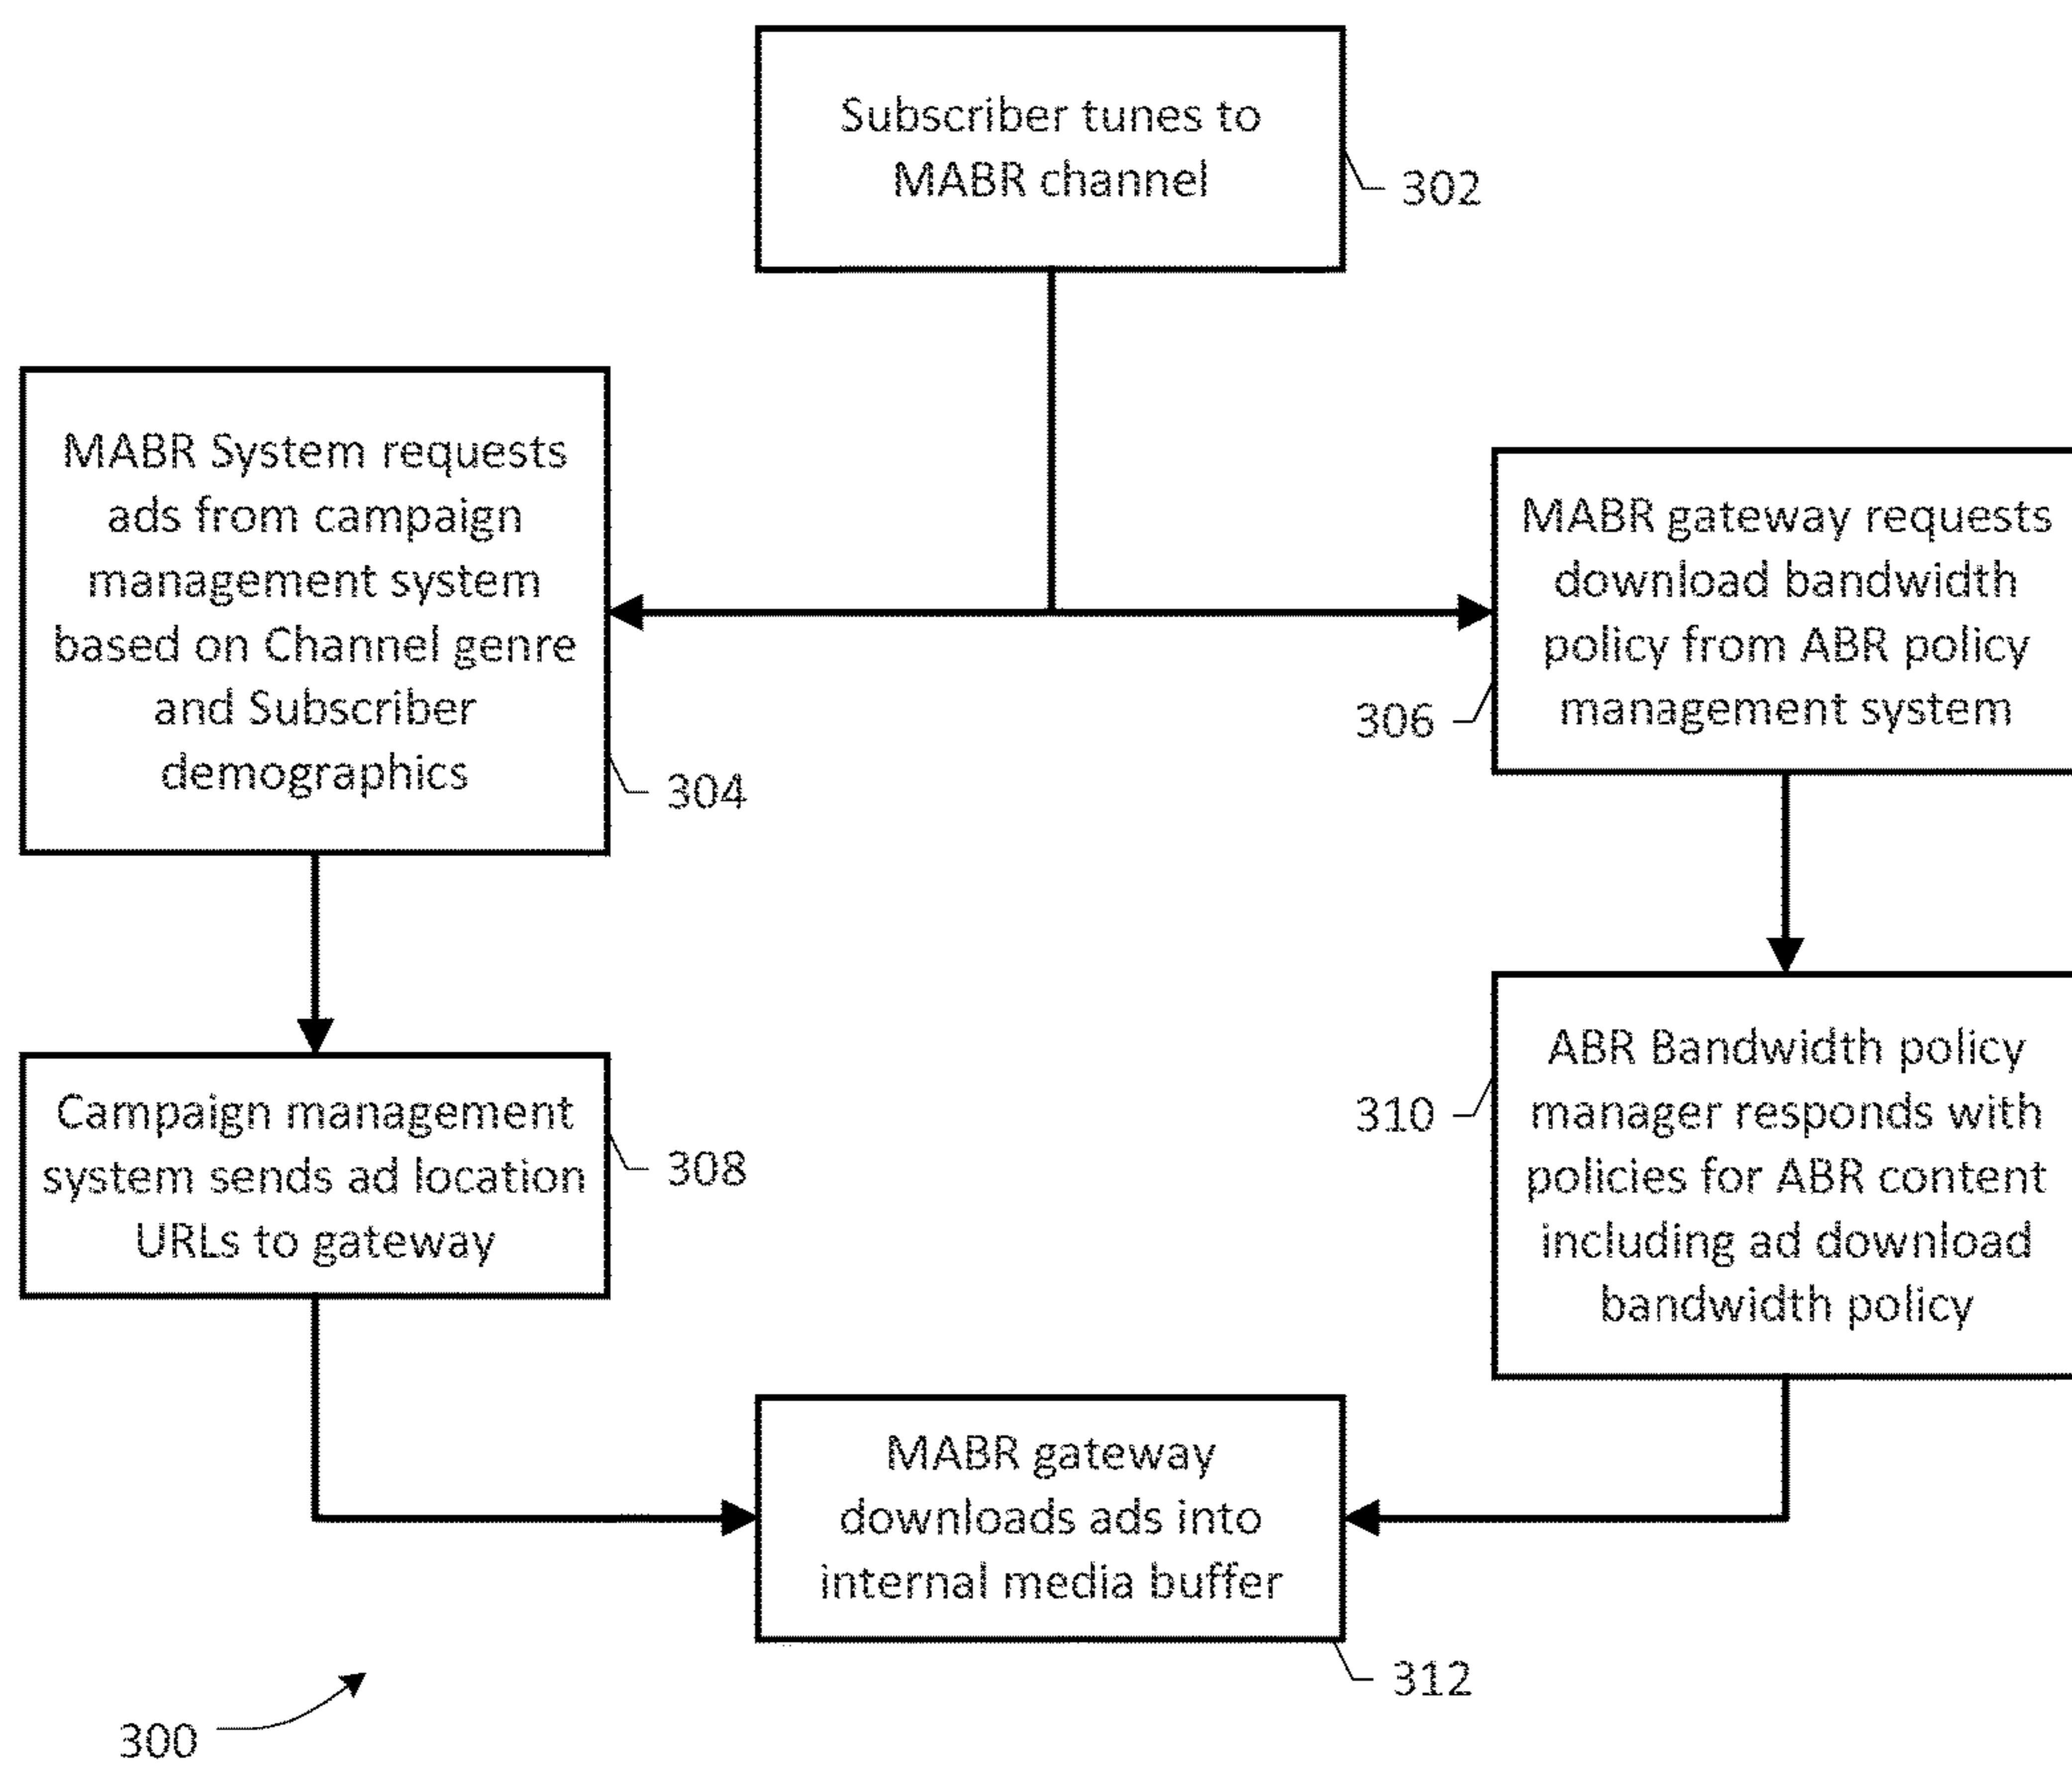 Subscriber tunes to
MABR channel
302
MABR System requests
ads from campaign
management system
based on Channel genre
and Subscriber
demographics
304
MABR gateway requests
download bandwidth
policy from ABR policy
management system
306
Campaign management
system sends ad location
URLs to gateway
308
ABR Bandwidth policy
manager responds with
policies for ABR content
including ad download
bandwidth policy
310
MABR gateway
downloads ads into
internal media buffer
312
300